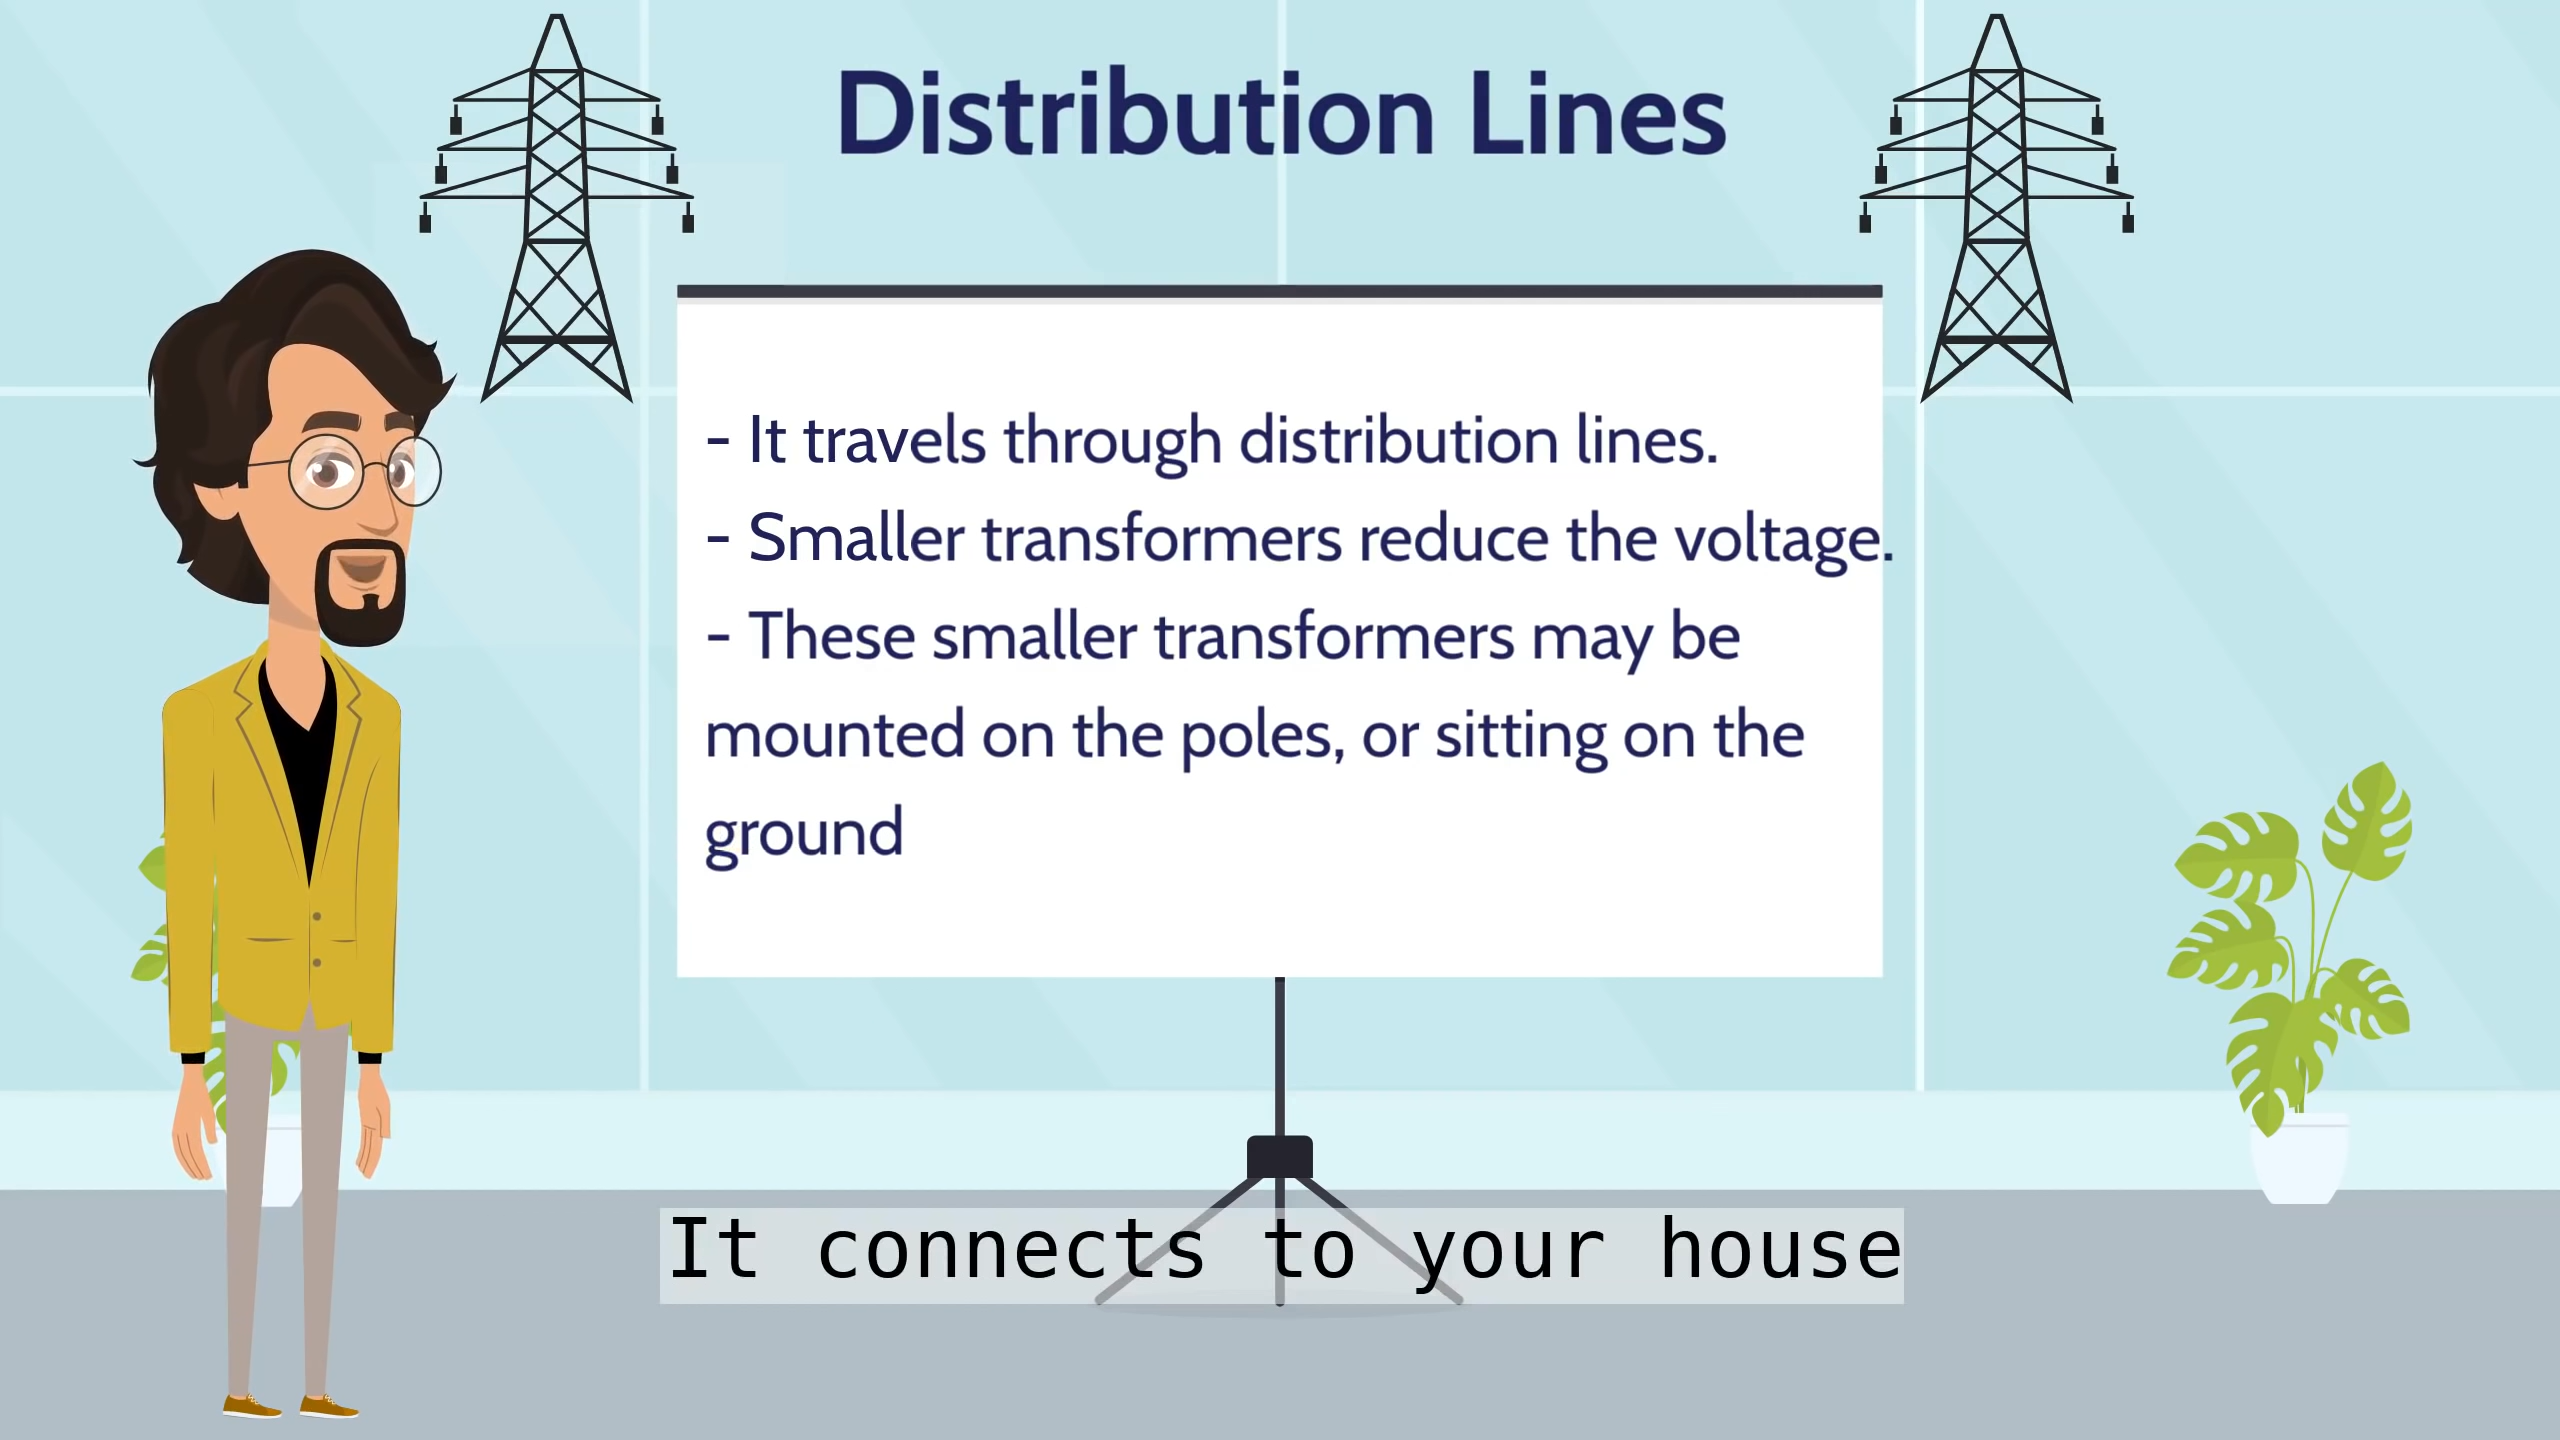 Distribution Lines
- It travels through distribution lines.
- Smaller transformers reduce the voltage.
- These smaller transformers may be
mounted on the poles, or sitting on the
ground
It connects to your house